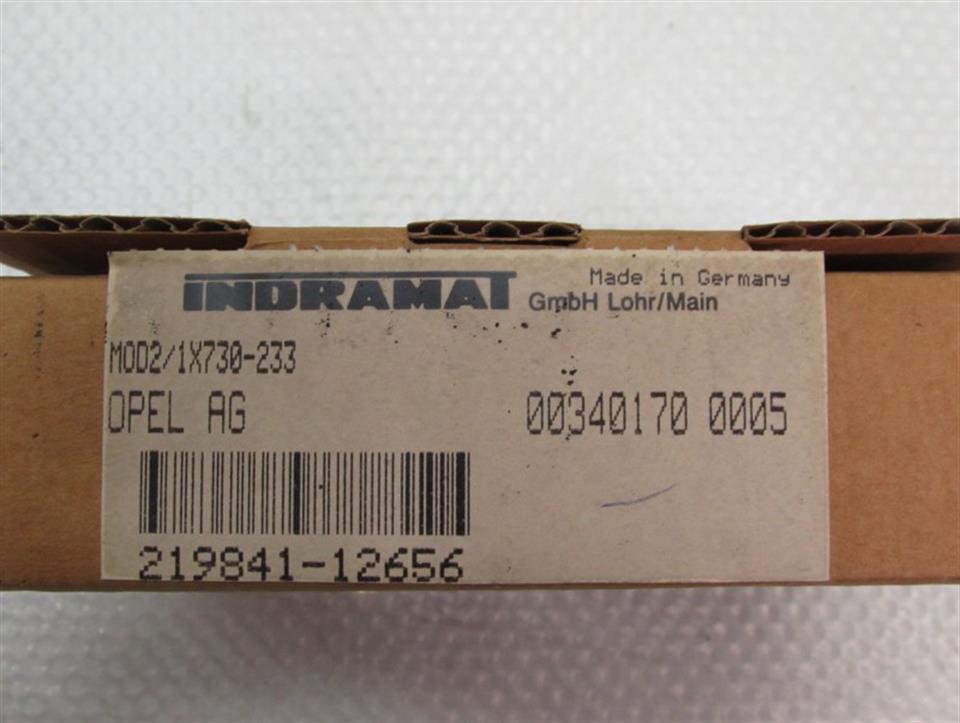 INDRAMAT Made in Germany
GmbH Lohr/Main
MOD2/1X730-233
OPEL AG 00340170 0005
219841-12656